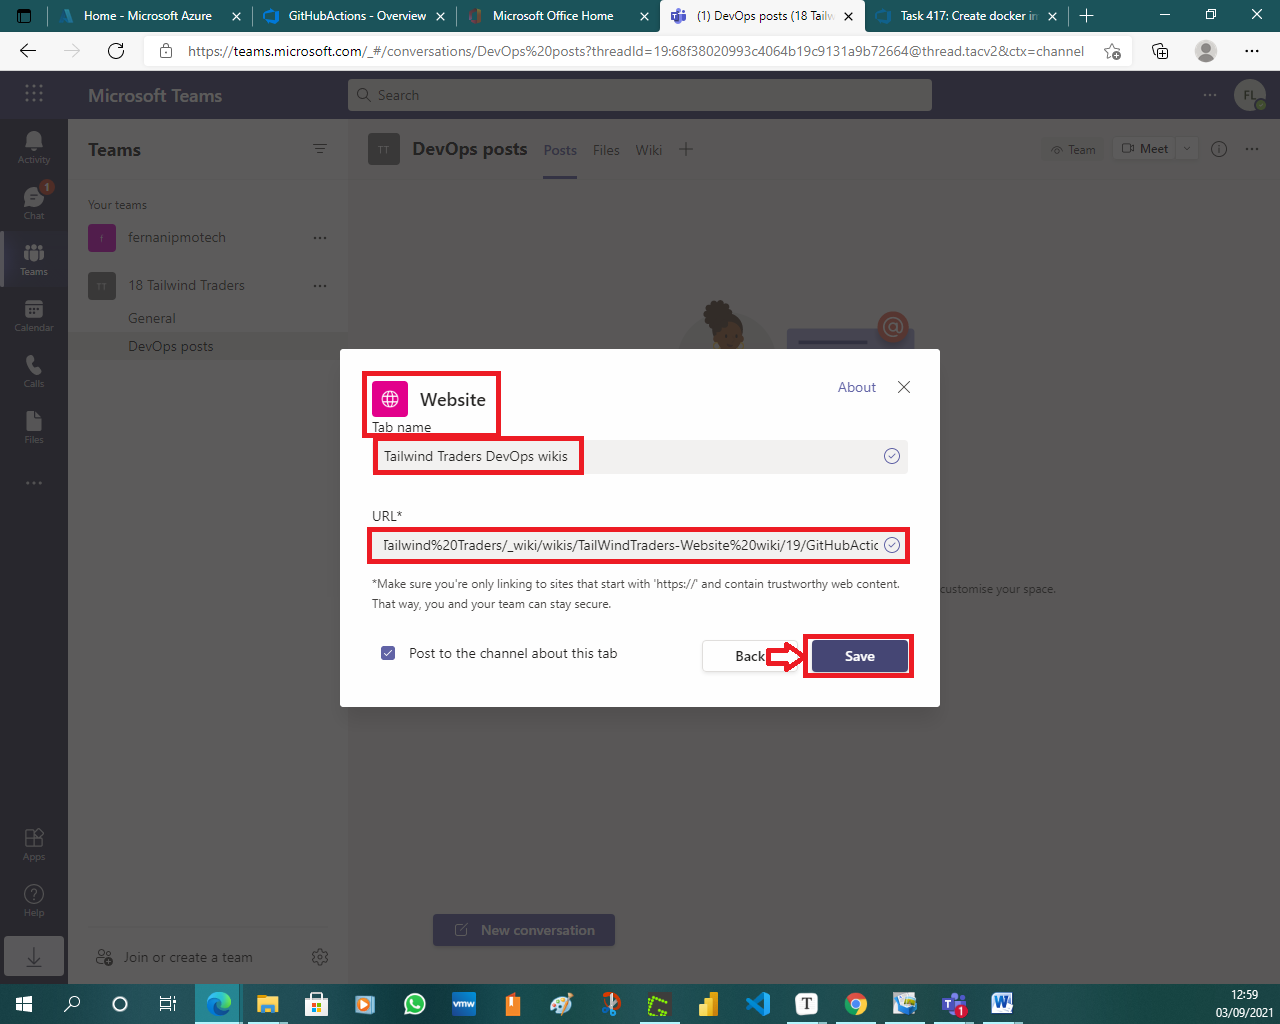 Home - Microsoft Azure
GitHubActions - Overview
Microsoft Office Home
(1) DevOps posts (18 Tailw
Task 417: Create docker im
https://teams.microsoft.com/_#/conversations/DevOps%20posts?threadId=19:68f38020993c4064b19c9131a9b72664@thread.tacv2&ctx=channel
Microsoft Teams
Search
FL
Activity
Chat
1
Teams
Calendar
Calls
Files
Apps
Help
Teams
Your teams
f
fernanipmotech
TT
18 Tailwind Traders
General
DevOps posts
Join or create a team
TT
DevOps posts
Posts
Files
Wiki
Team
Meet
@
customise your space.
New conversation
Website
About
Tab name
Tailwind Traders DevOps wikis
URL*
Tailwind%20Traders/_wiki/wikis/TailWindTraders-Website%20wiki/19/GitHubActic
*Make sure you're only linking to sites that start with 'https://' and contain trustworthy web content.
That way, you and your team can stay secure.
Post to the channel about this tab
Back
Save
vmw
T
1
W
12:59
03/09/2021